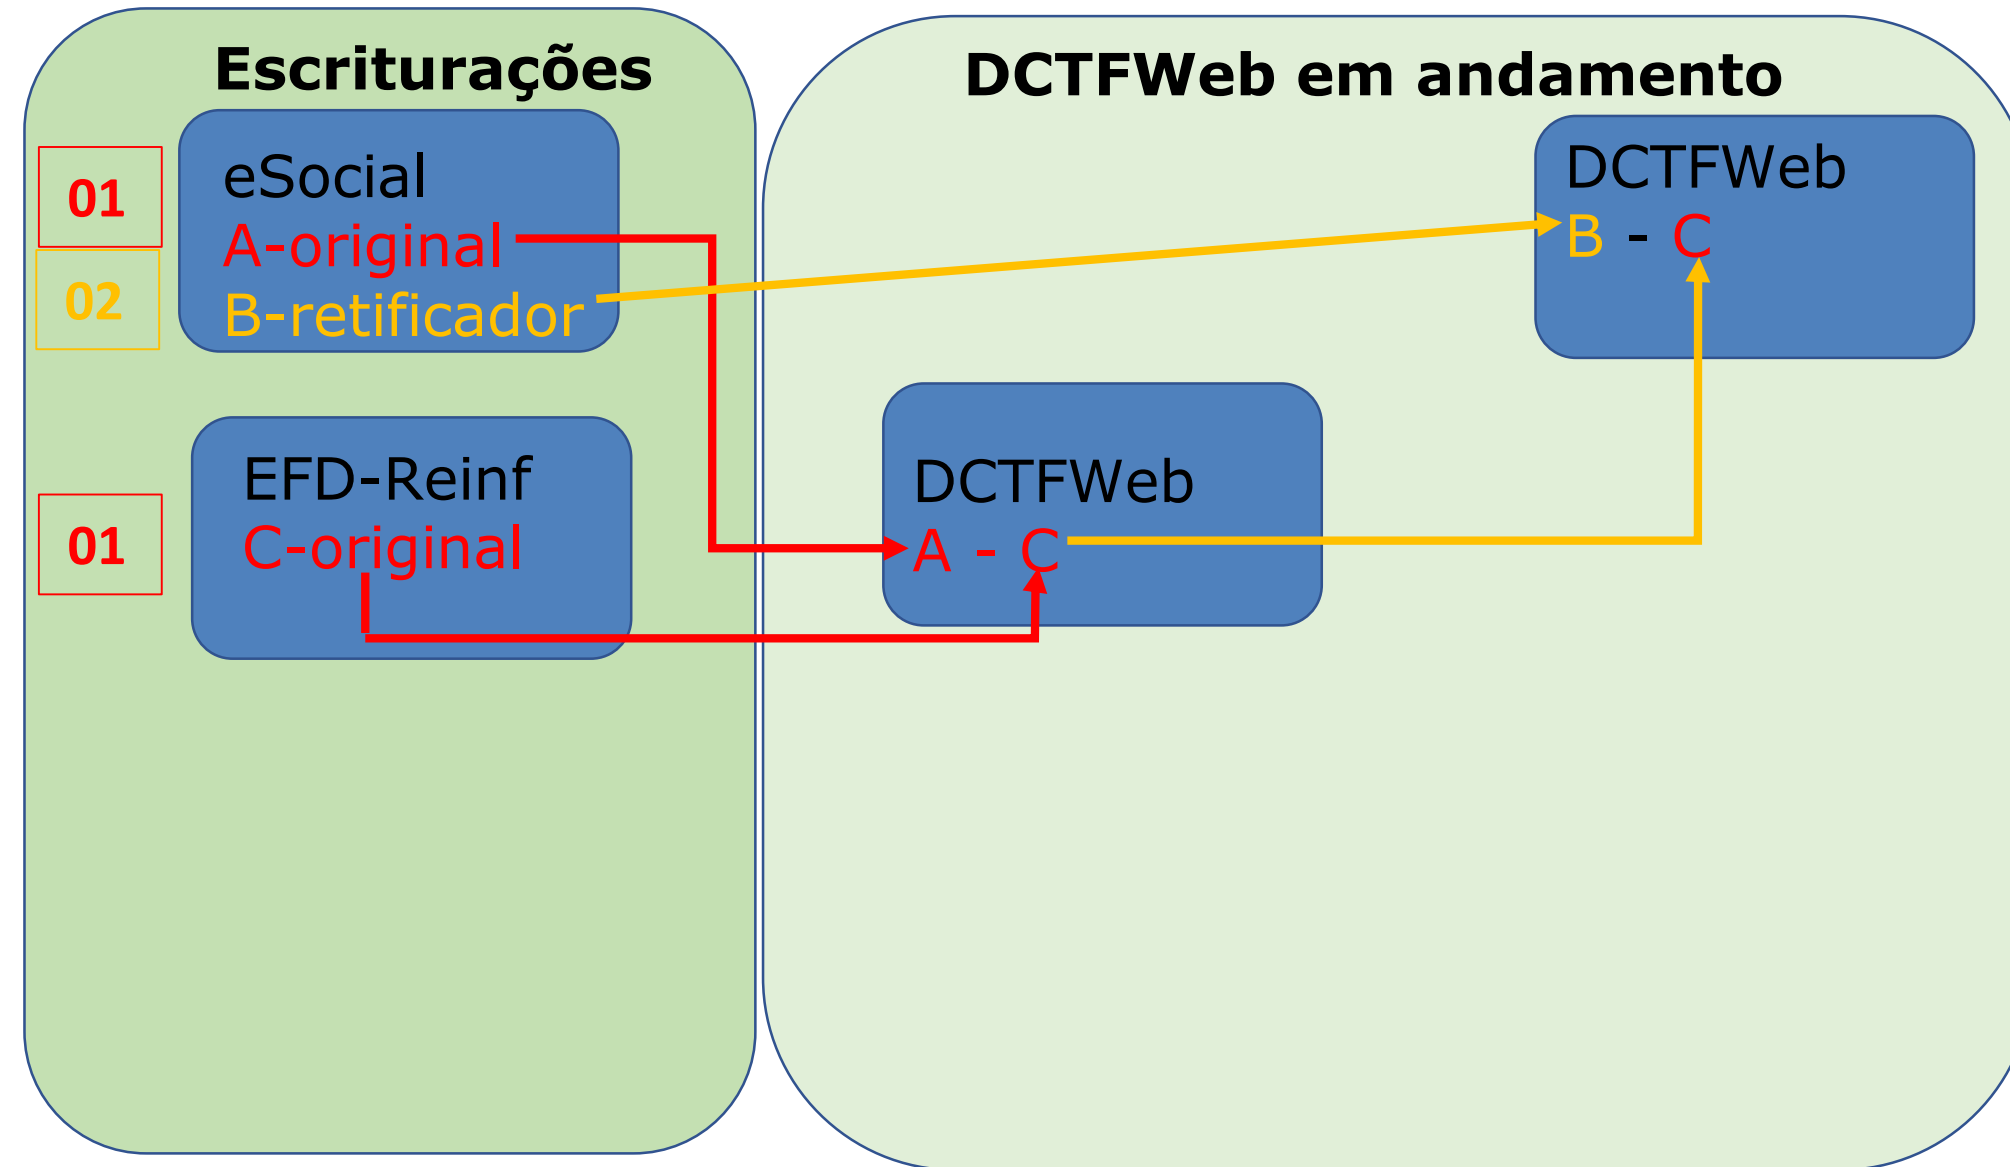 Escriturações
01
02
eSocial
A-original
B-retificador
01
EFD-Reinf
C-original
DCTFWeb em andamento
DCTFWeb
A - C
DCTFWeb
B - C